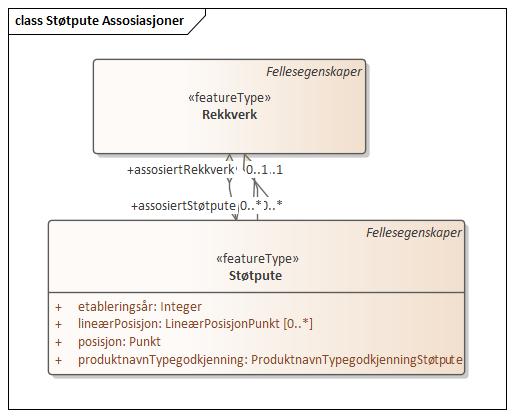 class Støtpute Assosiasjoner
Fellesegenskaper
«featureType»
Rekkverk
+assosiertRekkverk 0..1..1
+assosiertStøtpute 0..* 0..*
Fellesegenskaper
«featureType»
Støtpute
+ etableringsår: Integer
+ lineærPosisjon: LineærPosisjonPunkt [0..*]
+ posisjon: Punkt
+ produktnavnTypegodkjenning: ProduktnavnTypegodkjenningStøtpute